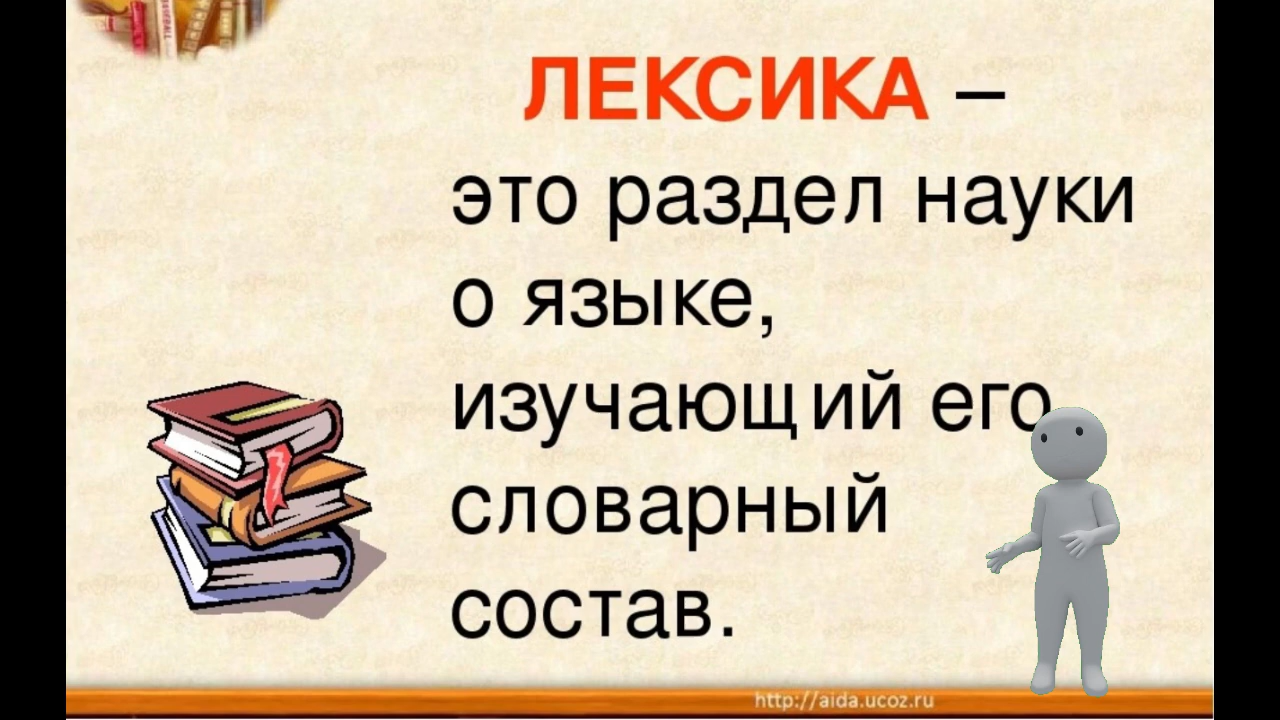 ЛЕКСИКА –
это раздел науки
о языке,
изучающий его
словарный
состав.
http://aida.ucoz.ru